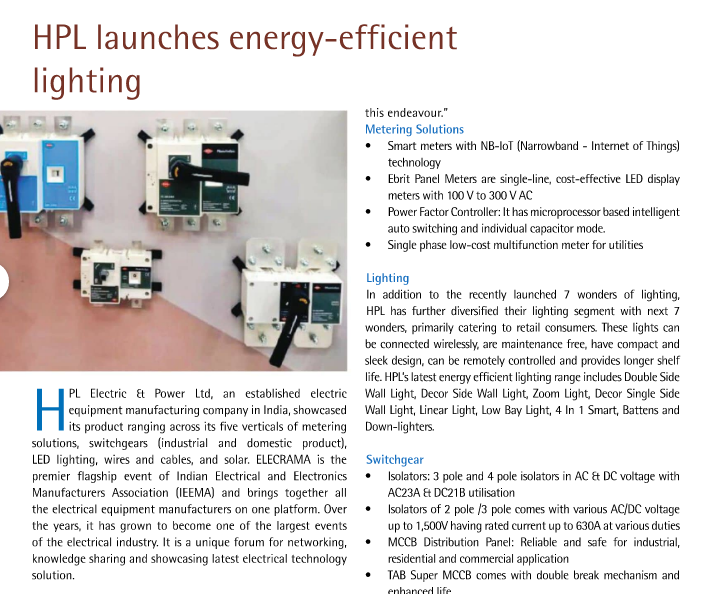 HPL launches energy-efficient
lighting
HPL Electric & Power Ltd, an established electric
equipment manufacturing company in India, showcased
its product ranging across its five verticals of metering
solutions, switchgears (industrial and domestic product),
LED lighting, wires and cables, and solar. ELECRAMA is the
premier flagship event of Indian Electrical and Electronics
Manufacturers Association (IEEMA) and brings together all
the electrical equipment manufacturers on one platform. Over
the years, it has grown to become one of the largest events
of the electrical industry. It is a unique forum for networking,
knowledge sharing and showcasing latest electrical technology
solution.
this endeavour."
Metering Solutions
• Smart meters with NB-IoT (Narrowband - Internet of Things)
technology
• Ebrit Panel Meters are single-line, cost-effective LED display
meters with 100 V to 300 V AC
• Power Factor Controller: It has microprocessor based intelligent
auto switching and individual capacitor mode.
• Single phase low-cost multifunction meter for utilities
Lighting
In addition to the recently launched 7 wonders of lighting,
HPL has further diversified their lighting segment with next 7
wonders, primarily catering to retail consumers. These lights can
be connected wirelessly, are maintenance free, have compact and
sleek design, can be remotely controlled and provides longer shelf
life. HPL's latest energy efficient lighting range includes Double Side
Wall Light, Decor Side Wall Light, Zoom Light, Decor Single Side
Wall Light, Linear Light, Low Bay Light, 4 In 1 Smart, Battens and
Down-lighters.
Switchgear
• Isolators: 3 pole and 4 pole isolators in AC & DC voltage with
AC23A & DC21B utilisation
• Isolators of 2 pole /3 pole comes with various AC/DC voltage
up to 1,500V having rated current up to 630A at various duties
• MCCB Distribution Panel: Reliable and safe for industrial,
residential and commercial application
• TAB Super MCCB comes with double break mechanism and
enhanced life